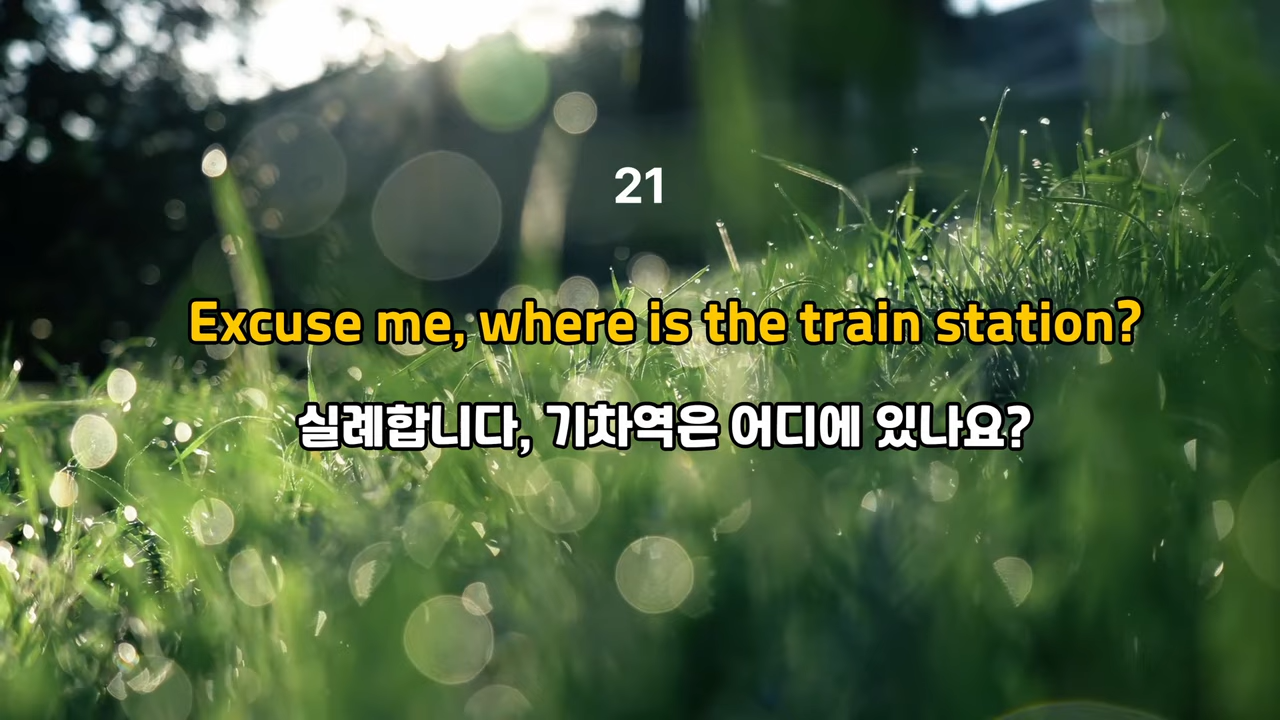 21
Excuse me, where is the train station?
실례합니다, 기차역은 어디에 있나요?